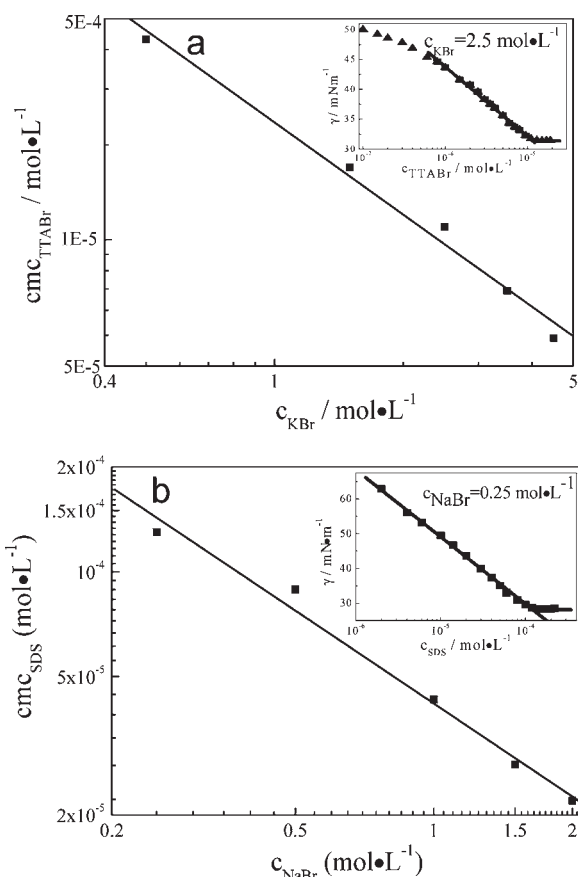 5E-4
a
c_KBr =2.5 mol•L⁻¹
50
45
40
35
31
γ / mNm⁻¹
10⁻⁷ 10⁻⁴ 10⁻⁵
c_TTABr / mol•L⁻¹
cmc_TTABr / mol•L⁻¹
1E-5
5E-5
0.4 1 5
c_KBr / mol•L⁻¹
2x10⁻⁴
b
c_NaBr =0.25 mol•L⁻¹
60
50
40
30
γ / mN•m⁻¹
10⁻⁶ 10⁻⁵ 10⁻⁴
c_SDS / mol•L⁻¹
1.5x10⁻⁴
10⁻⁴
cmc_SDS (mol•L⁻¹)
5x10⁻⁵
2x10⁻⁵
0.2 0.5 1 1.5 2
c_NaBr (mol•L⁻¹)